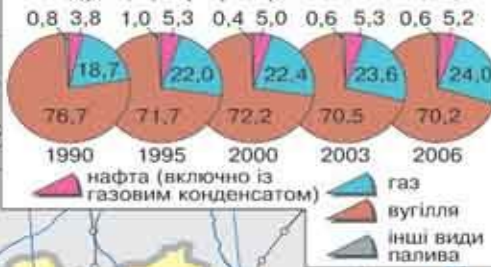 0,8 3,8 1,0 5,3 0,4 5,0 0,6 5,3 0,6 5,2
18,7 22,0 22,4 23,6 24,0
76,7 71,7 72,2 70,5 70,2
1990 1995 2000 2003 2006
нафта (включно із
газовим конденсатом)
газ
вугілля
інші види
палива